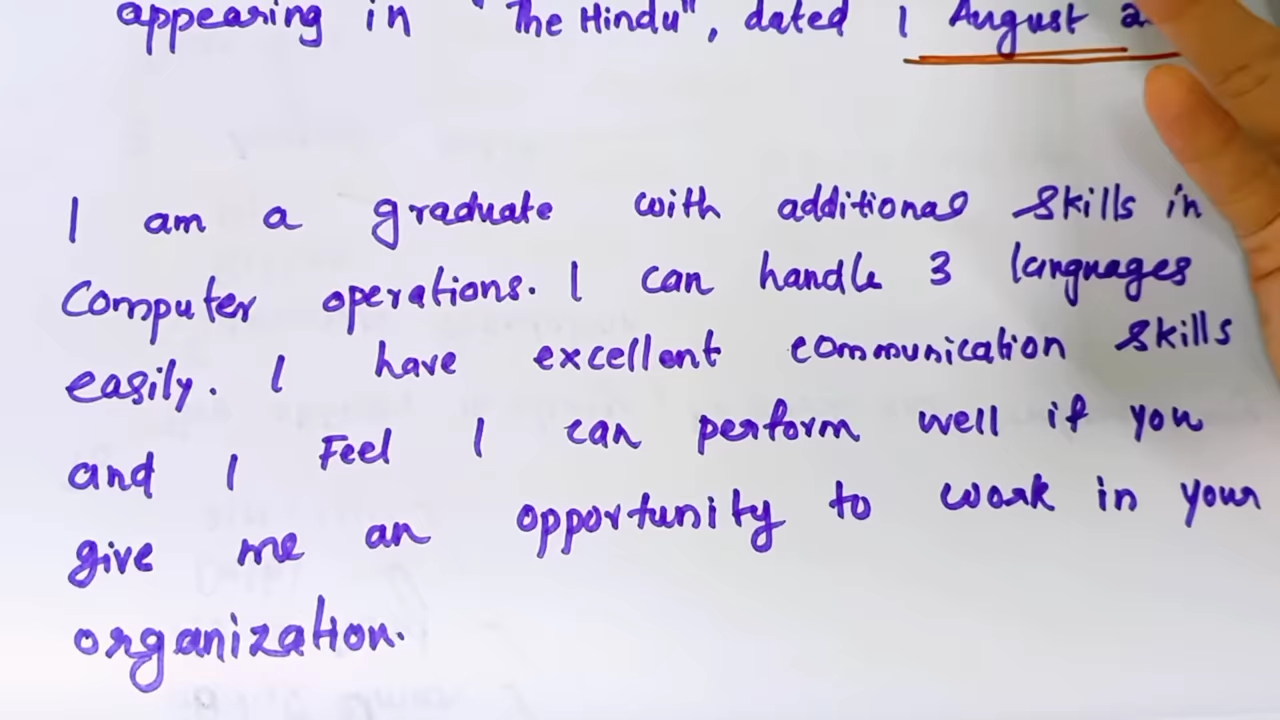 appearing in "The Hindu", dated 1 August
I am a graduate with additional skills in
Computer operations. I can handle 3 languages
easily. I have excellent communication skills
and I Feel I can perform well if you
give me an opportunity to work in your
organization.